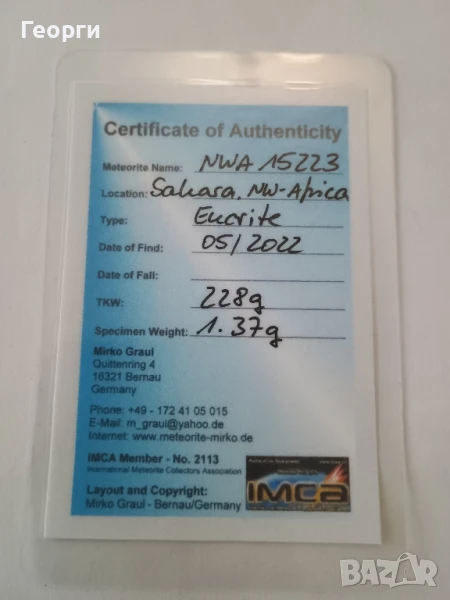 Георги
Certificate of Authenticity
Meteorite Name: NWA 15223
Location: Sahara, NW-Africa
Type: Eucrite
Date of Find: 05/2022
Date of Fall:
TKW: 228g
Specimen Weight: 1.37g
Mirko Graul
Quittenring 4
16321 Bernau
Germany
Phone: +49 - 172 41 05 015
E-Mail: m_graul@yahoo.de
Internet: www.meteorite-mirko.de
IMCA Member - No. 2113
International Meteorite Collectors Association
IMCA
Layout and Copyright:
Mirko Graul - Bernau/Germany
bazar